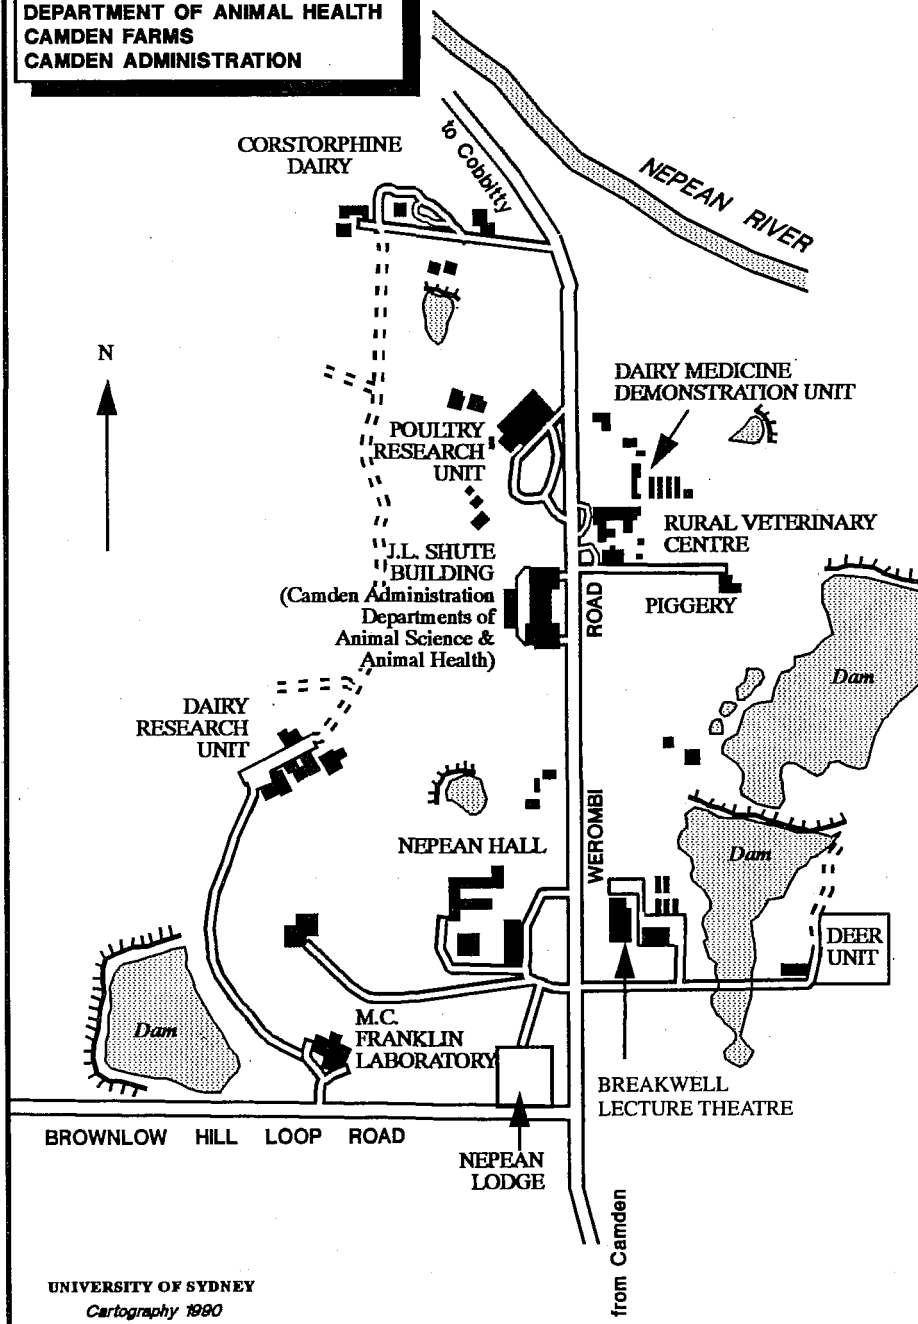 DEPARTMENT OF ANIMAL HEALTH
CAMDEN FARMS
CAMDEN ADMINISTRATION
to Cobbitty
CORSTORPHINE
DAIRY
NEPEAN RIVER
N
DAIRY MEDICINE
DEMONSTRATION UNIT
POULTRY
RESEARCH
UNIT
RURAL VETERINARY
CENTRE
J.L. SHUTE
BUILDING
(Camden Administration
Departments of
Animal Science &
Animal Health)
PIGGERY
WEROMBI ROAD
Dam
DAIRY
RESEARCH
UNIT
NEPEAN HALL
Dam
DEER
UNIT
Dam
M.C.
FRANKLIN
LABORATORY
BREAKWELL
LECTURE THEATRE
BROWNLOW HILL LOOP ROAD
NEPEAN
LODGE
from Camden
UNIVERSITY OF SYDNEY
Cartography 1990